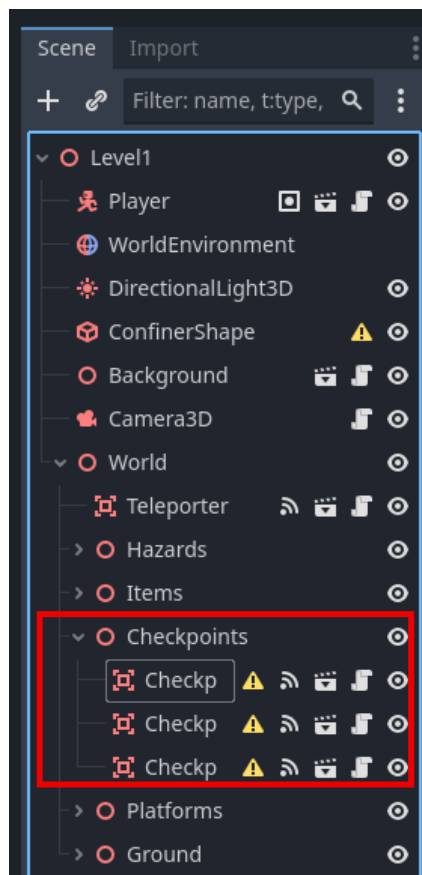 Scene Import
Filter: name, t:type,
Level1
Player
WorldEnvironment
DirectionalLight3D
ConfinerShape
Background
Camera3D
World
Teleporter
Hazards
Items
Checkpoints
Checkp
Checkp
Checkp
Platforms
Ground